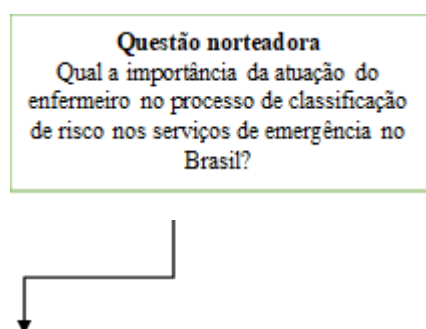 Questão norteadora
Qual a importância da atuação do
enfermeiro no processo de classificação
de risco nos serviços de emergência no
Brasil?